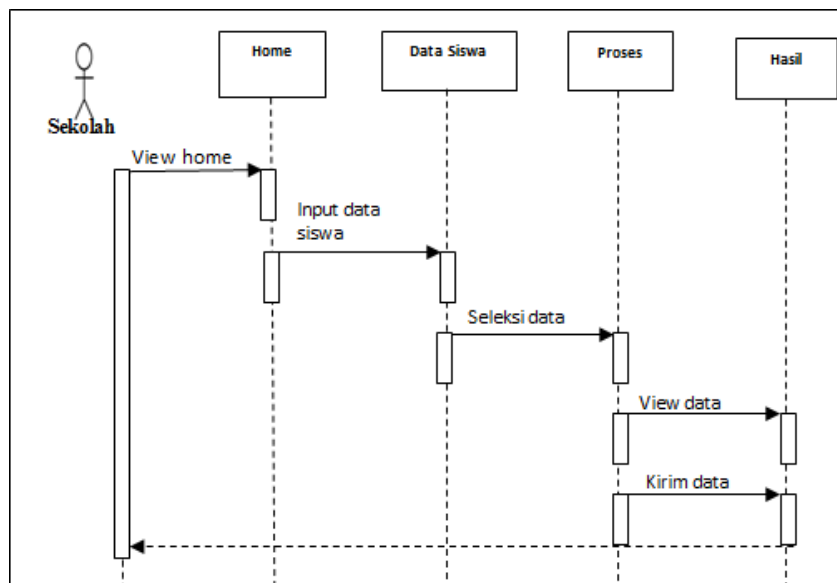 Home
Data Siswa
Proses
Hasil
Sekolah
View home
Input data
siswa
Seleksi data
View data
Kirim data